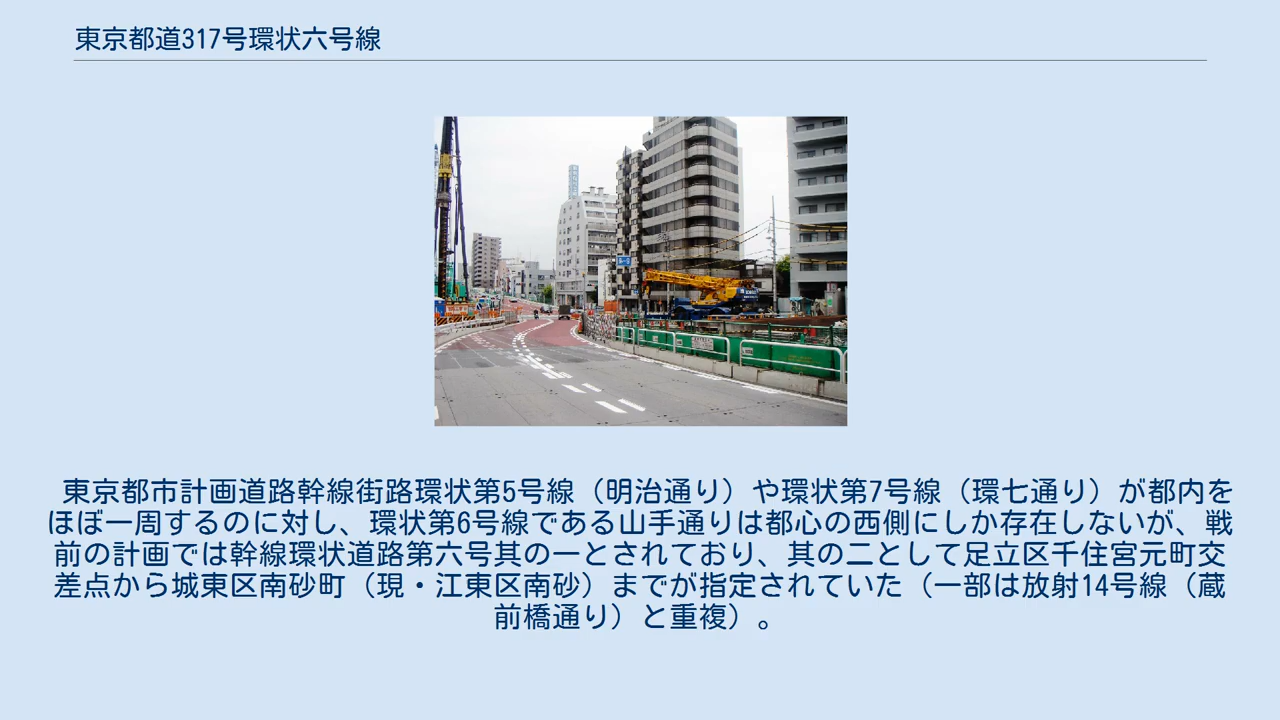 東京都道317号環状六号線
東京都市計画道路幹線街路環状第5号線（明治通り）や環状第7号線（環七通り）が都内を
ほぼ一周するのに対し、環状第6号線である山手通りは都心の西側にしか存在しないが、戦
前の計画では幹線環状道路第六号其の一とされており、其の二として足立区千住宮元町交
差点から城東区南砂町（現・江東区南砂）までが指定されていた（一部は放射14号線（蔵
前橋通り）と重複）。